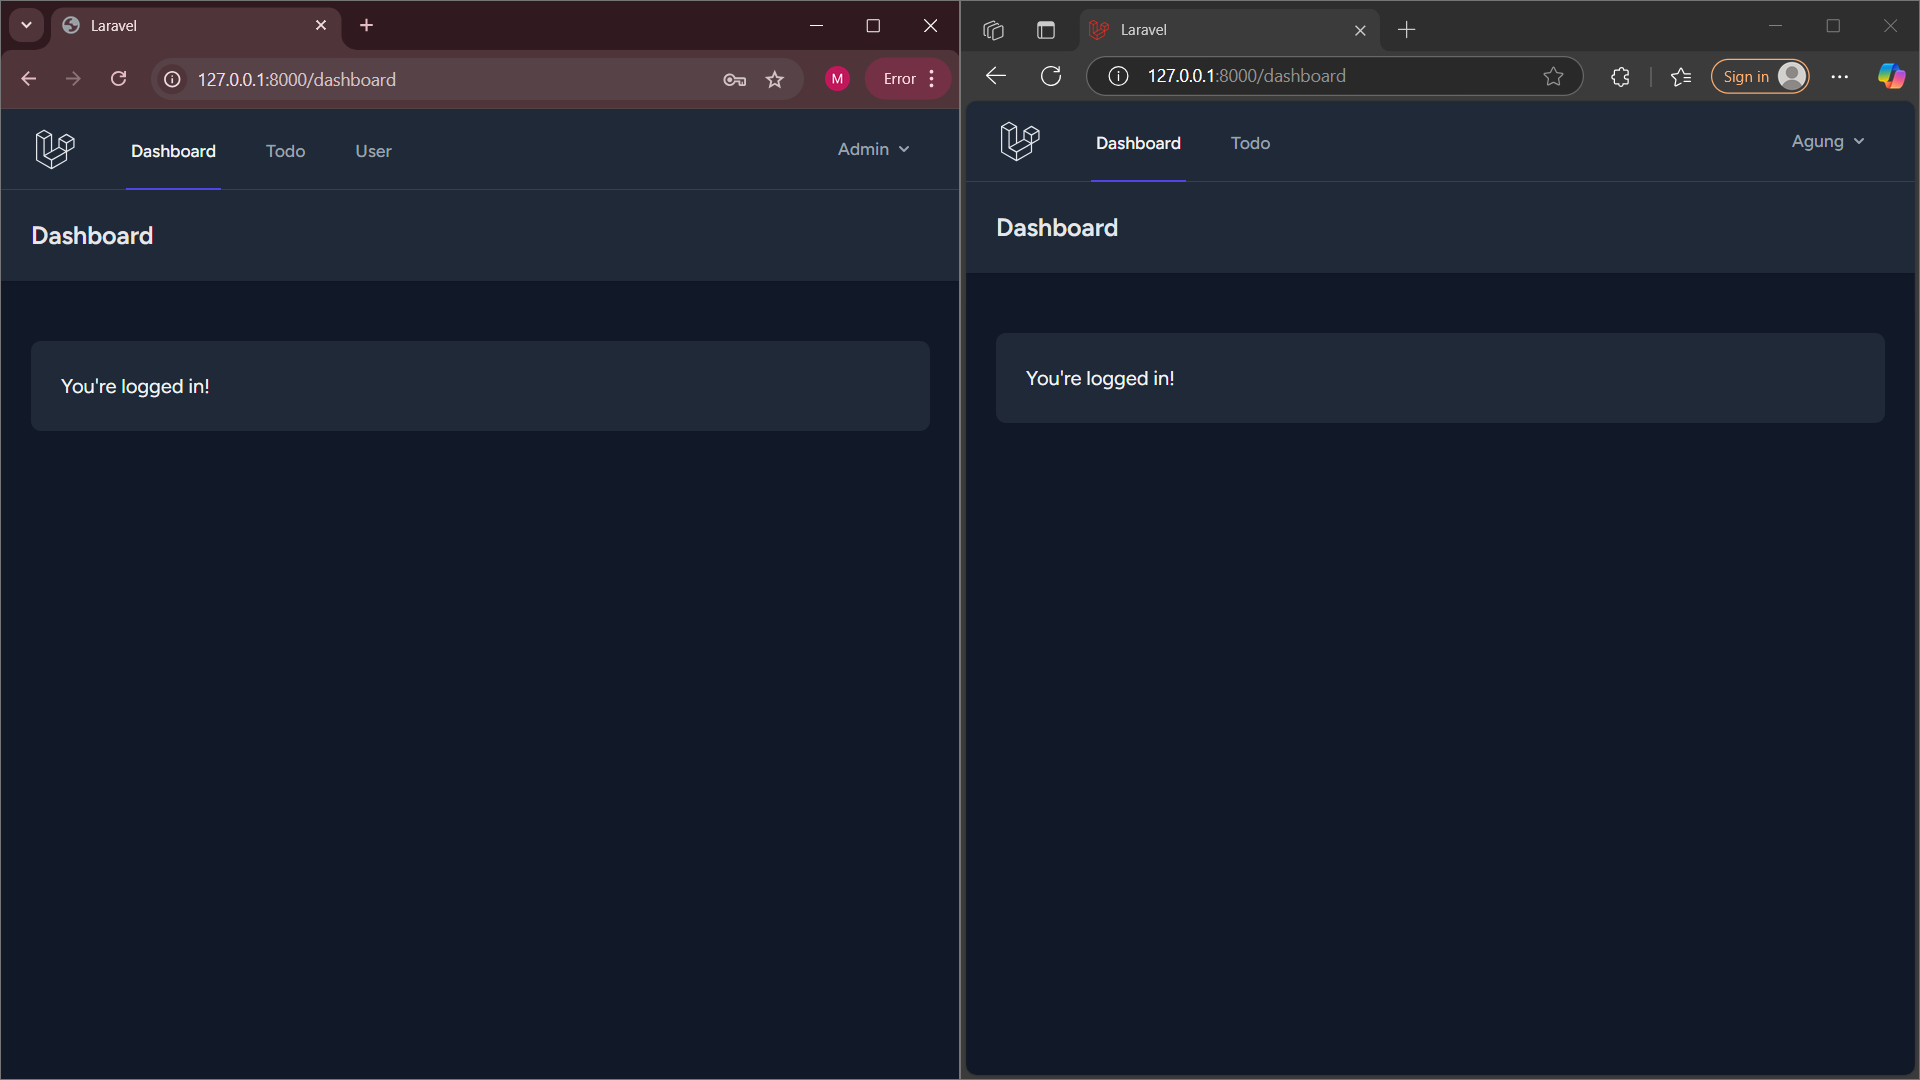 Laravel
127.0.0.1:8000/dashboard
M
Error
Dashboard
Todo
User
Admin
Dashboard
You're logged in!
Laravel
127.0.0.1:8000/dashboard
Sign in
Dashboard
Todo
Agung
Dashboard
You're logged in!